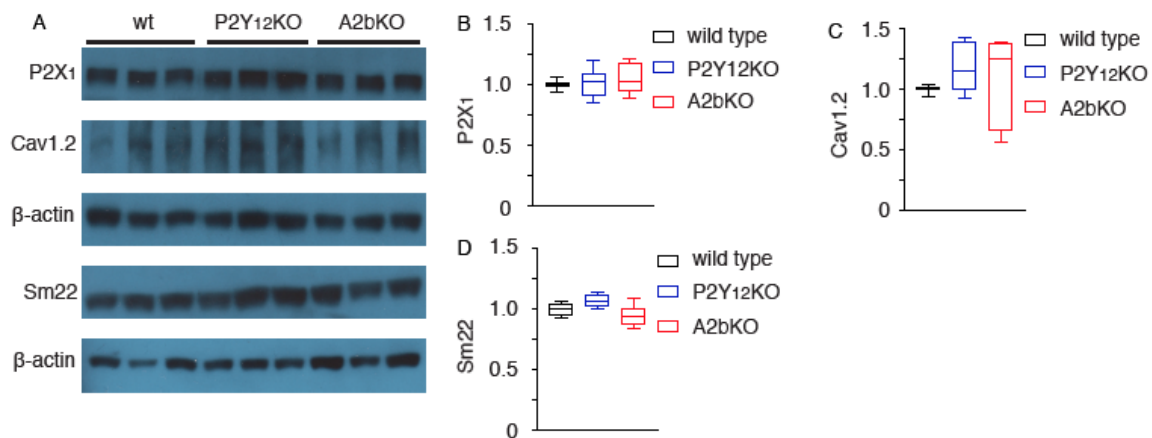 A
wt
P2Y12KO
A2bKO
P2X1
Cav1.2
β-actin
Sm22
β-actin
B
P2X1
1.5
1.0
0.5
0
wild type
P2Y12KO
A2bKO
C
Cav1.2
1.5
1.0
0.5
0
wild type
P2Y12KO
A2bKO
D
Sm22
1.5
1.0
0.5
0
wild type
P2Y12KO
A2bKO